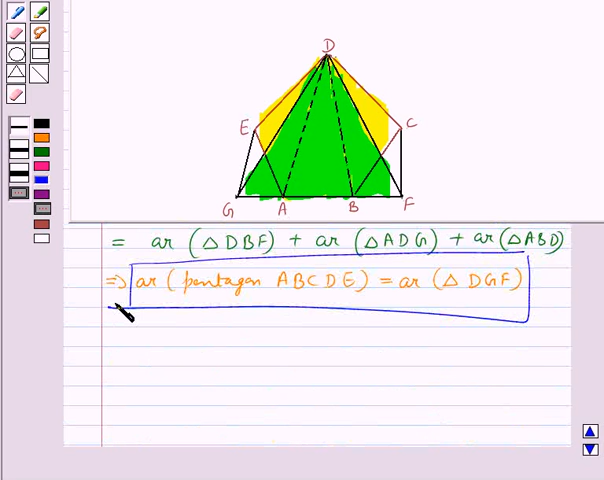 D
E
C
G A B F
= ar (△DBF) + ar (△ADG) + ar (△ABD)
⇒ ar (pentagon ABCDE) = ar (△DGF)